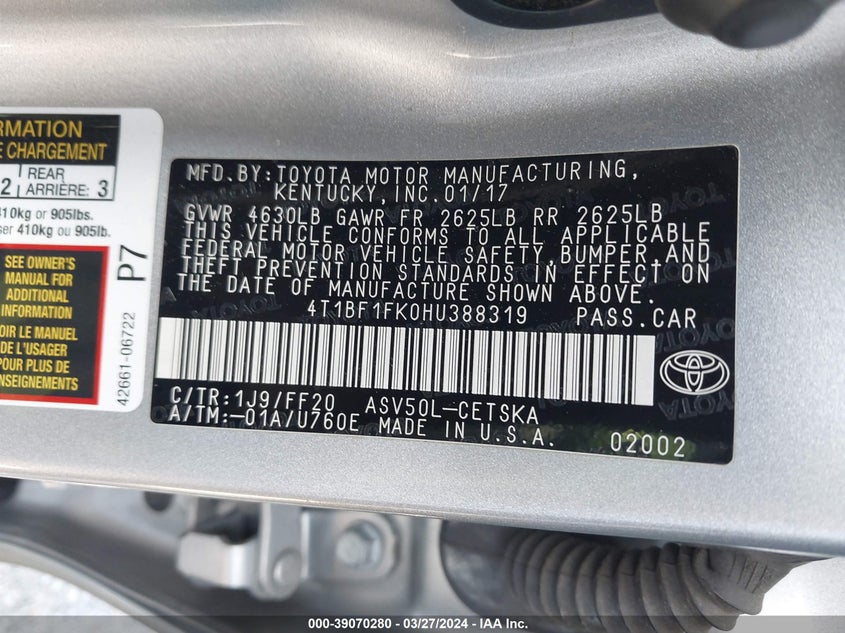 RMATION
E CHARGEMENT
2
REAR
ARRIÈRE: 3
410kg or 905lbs.
ser 410kg ou 905lb.
SEE OWNER'S
MANUAL FOR
ADDITIONAL
INFORMATION
OIR LE MANUEL
DE L'USAGER
POUR PLUS DE
ENSEIGNEMENTS
P7
42661-06722
MFD.BY:TOYOTA MOTOR MANUFACTURING,
KENTUCKY,INC.01/17
GVWR 4630LB GAWR FR 2625LB RR 2625LB
THIS VEHICLE CONFORMS TO ALL APPLICABLE
FEDERAL MOTOR VEHICLE SAFETY,BUMPER,AND
THEFT PREVENTION STANDARDS IN EFFECT ON
THE DATE OF MANUFACTURE SHOWN ABOVE.
4T1BF1FK0HU388319 PASS.CAR
C/TR:1J9/FF20 ASV50L-CETSKA
A/TM:-01A/U760E MADE IN U.S.A. 02002
000-39070280 - 03/27/2024 - IAA Inc.